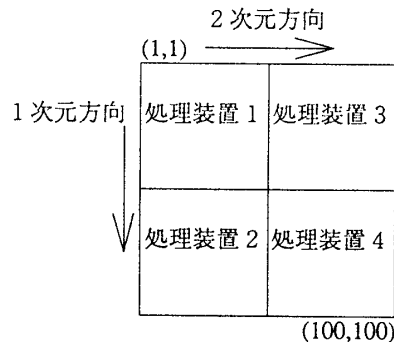 2 次元方向
(1,1)
1 次元方向
処理装置 1
処理装置 3
処理装置 2
処理装置 4
(100,100)